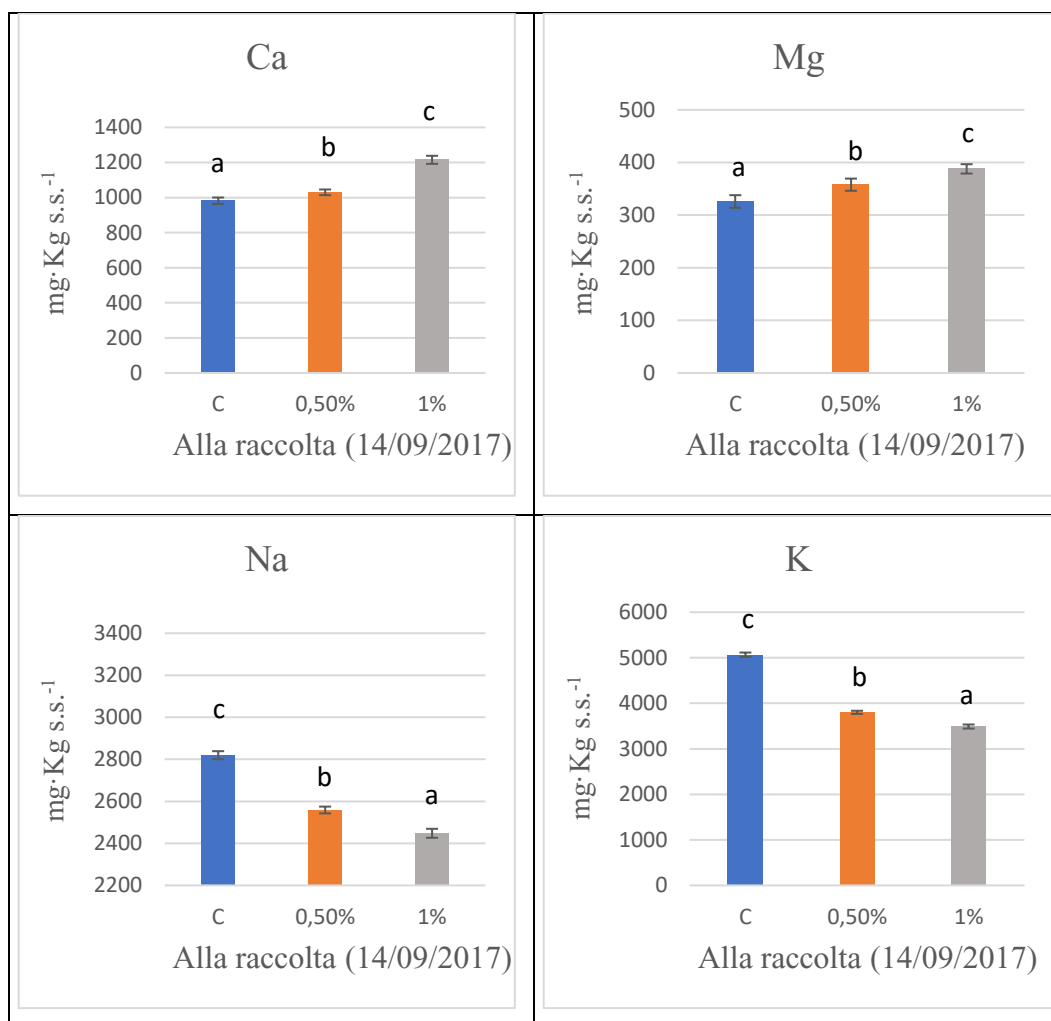 Ca
1400
1200
1000
800
600
400
200
0
mg·Kg s.s.⁻¹
a
b
c
C 0,50% 1%
Alla raccolta (14/09/2017)
Mg
500
400
300
200
100
0
mg·Kg s.s.⁻¹
a
b
c
C 0,50% 1%
Alla raccolta (14/09/2017)
Na
3400
3200
3000
2800
2600
2400
2200
mg·Kg s.s.⁻¹
c
b
a
C 0,50% 1%
Alla raccolta (14/09/2017)
K
6000
5000
4000
3000
2000
1000
0
mg·Kg s.s.⁻¹
c
b
a
C 0,50% 1%
Alla raccolta (14/09/2017)